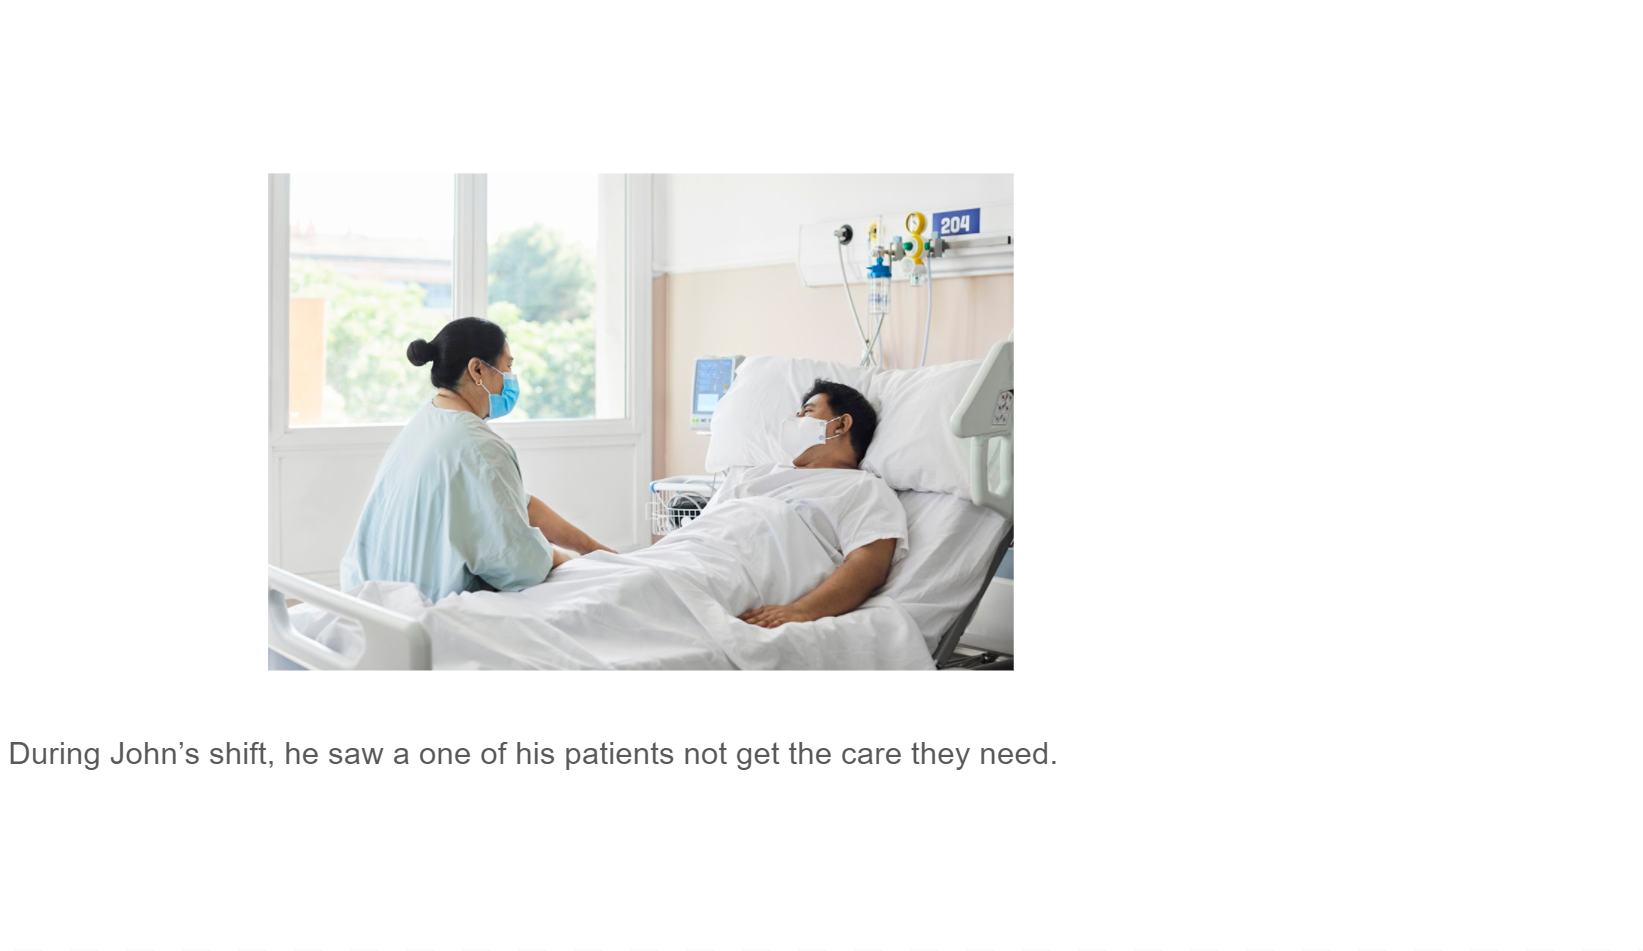 204
During John’s shift, he saw a one of his patients not get the care they need.